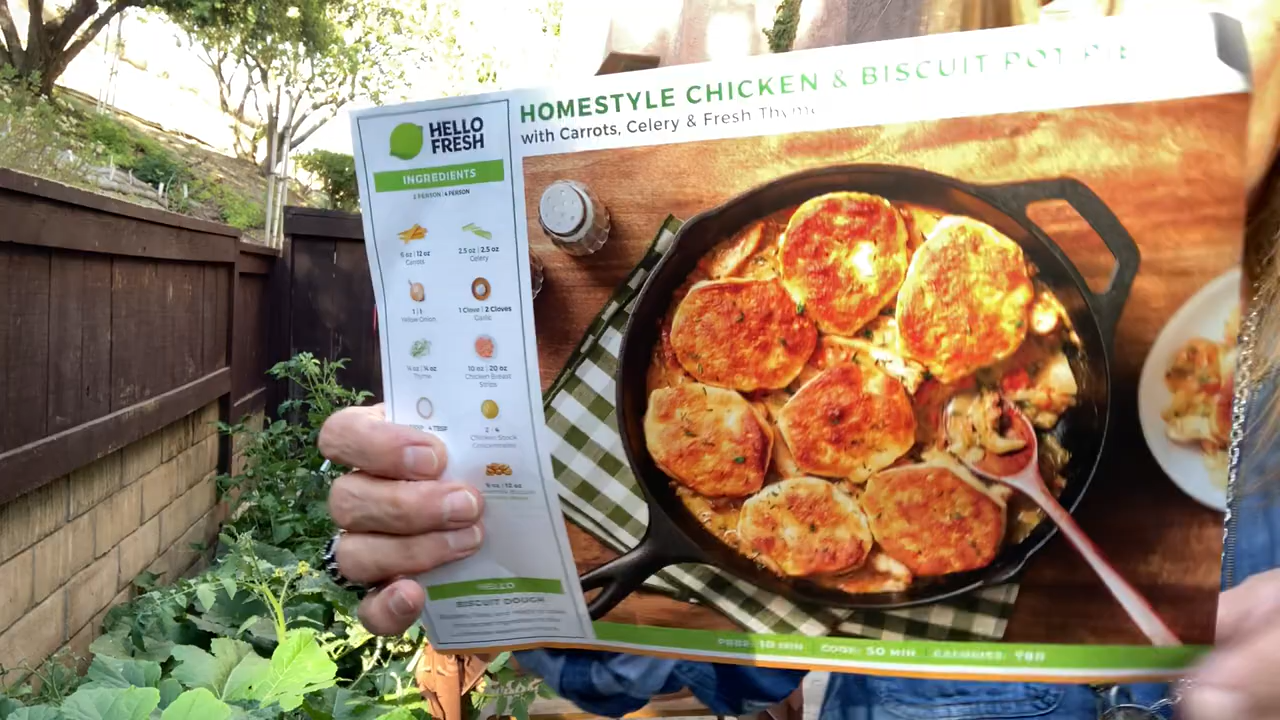 HOMESTYLE CHICKEN & BISCUIT POT PIE
with Carrots, Celery & Fresh Thyme
HELLO
FRESH
INGREDIENTS
2 PERSON | 4 PERSON
6 oz | 12 oz
Carrots
2.5 oz | 2.5 oz
Celery
1 | 1
Yellow Onion
1 Clove | 2 Cloves
Garlic
¼ oz | ¼ oz
Thyme
10 oz | 20 oz
Chicken Breast
Strips
2 | 4
Chicken Stock
Concentrates
HELLO
BISCUIT DOUGH
PREP: 10 MIN | COOK: 50 MIN | CALORIES: